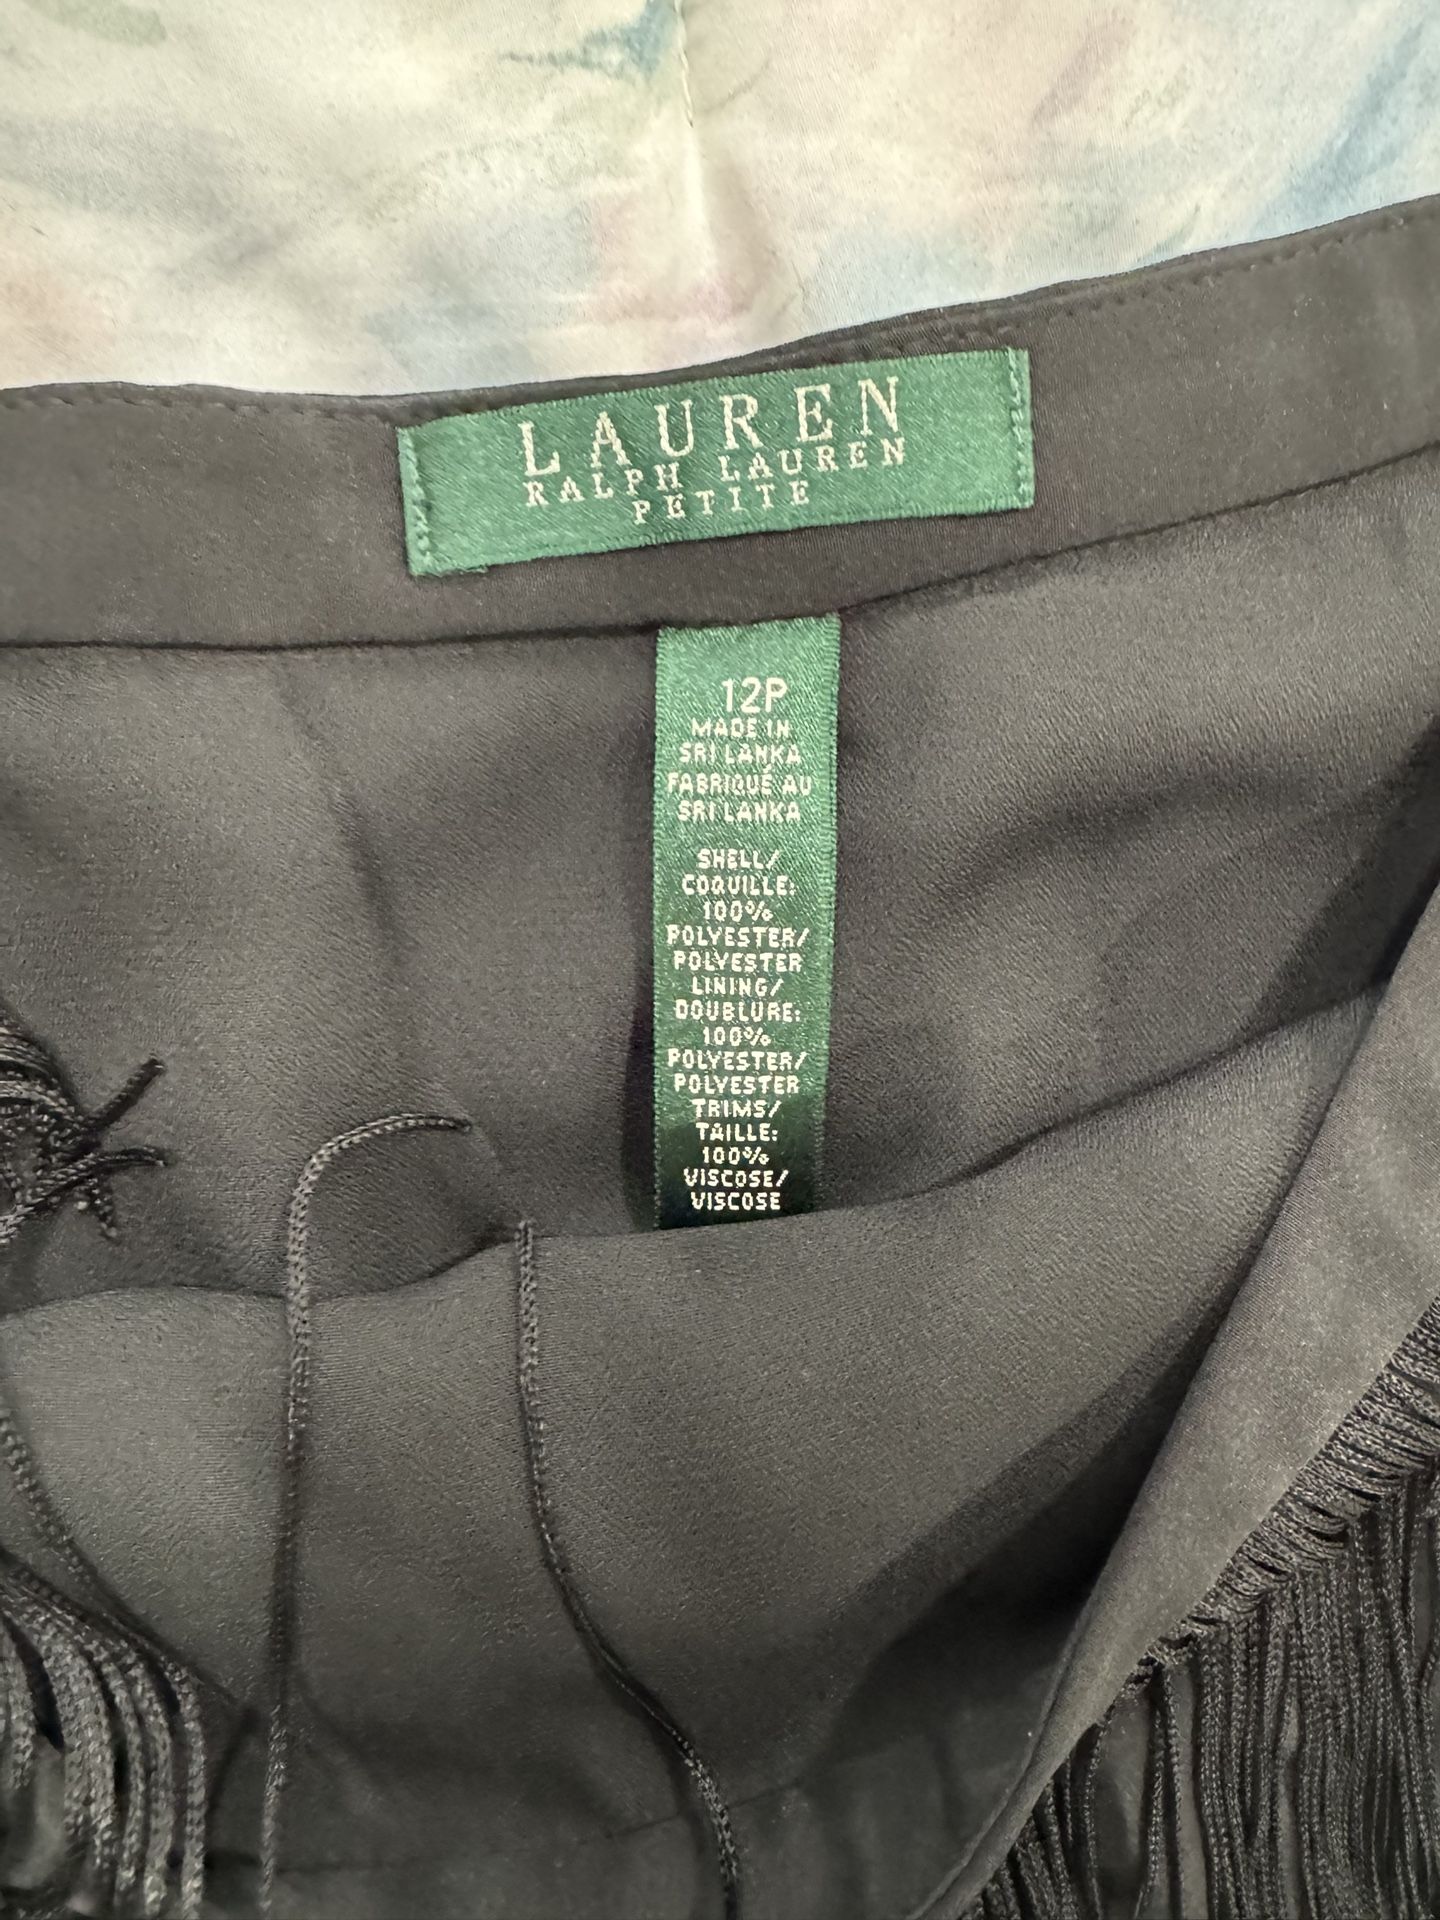 LAUREN
RALPH LAUREN
PETITE
12P
MADE IN
SRI LANKA
FABRIQUÉ AU
SRI LANKA
SHELL/
COQUILLE:
100%
POLYESTER/
POLYESTER
LINING/
DOUBLURE:
100%
POLYESTER/
POLYESTER
TRIMS/
TAILLE:
100%
VISCOSE/
VISCOSE